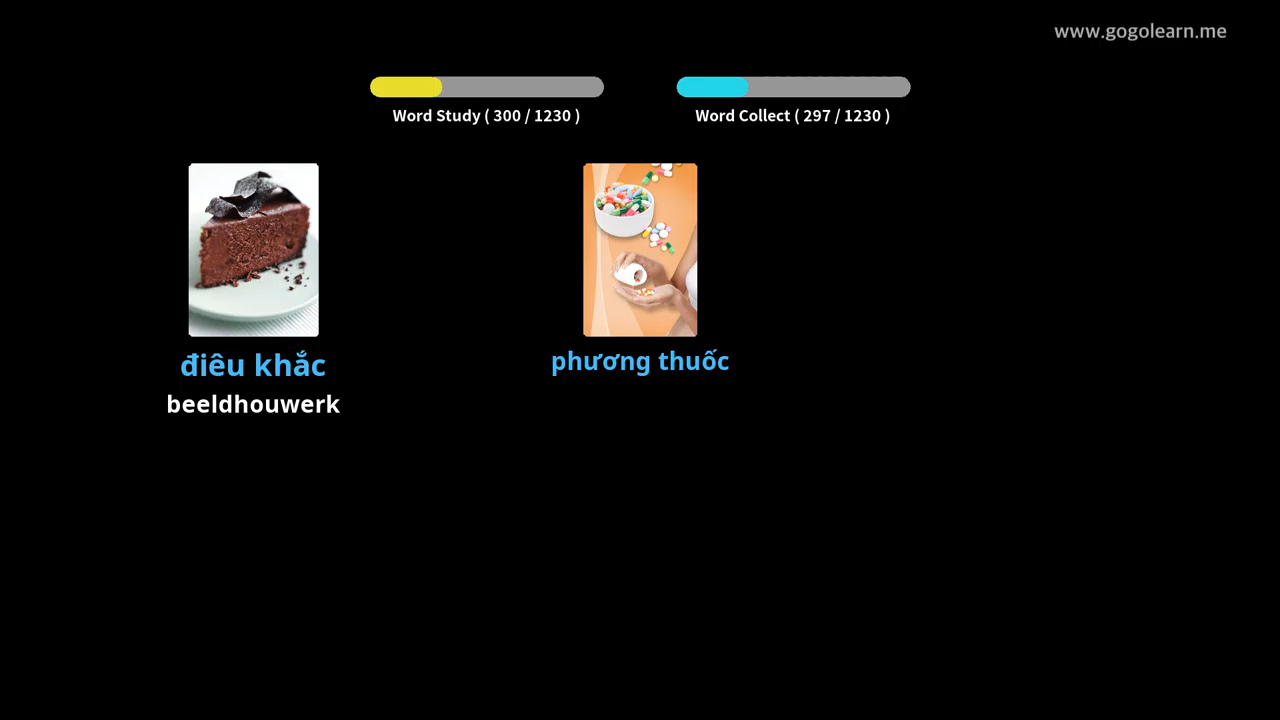 www.gogolearn.me
Word Study ( 300 / 1230 )
Word Collect ( 297 / 1230 )
điêu khắc
beeldhouwerk
phương thuốc